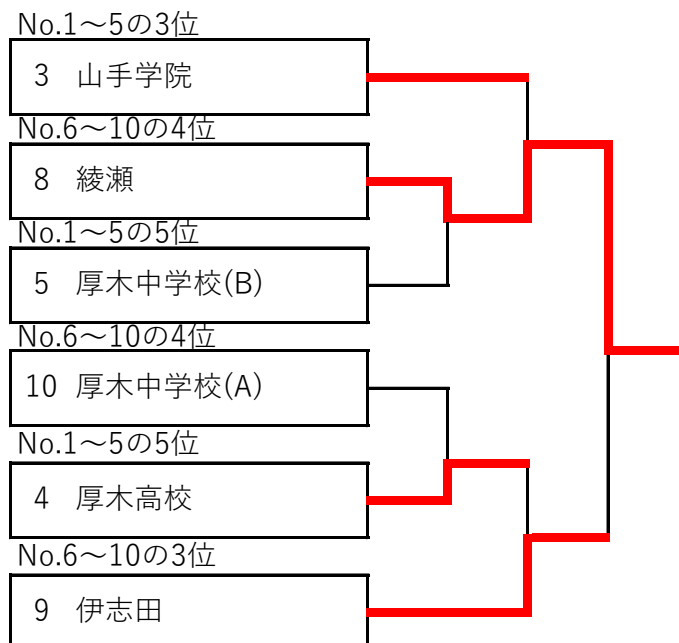 No.1～5の3位
3 山手学院
No.6～10の4位
8 綾瀬
No.1～5の5位
5 厚木中学校(B)
No.6～10の4位
10 厚木中学校(A)
No.1～5の5位
4 厚木高校
No.6～10の3位
9 伊志田